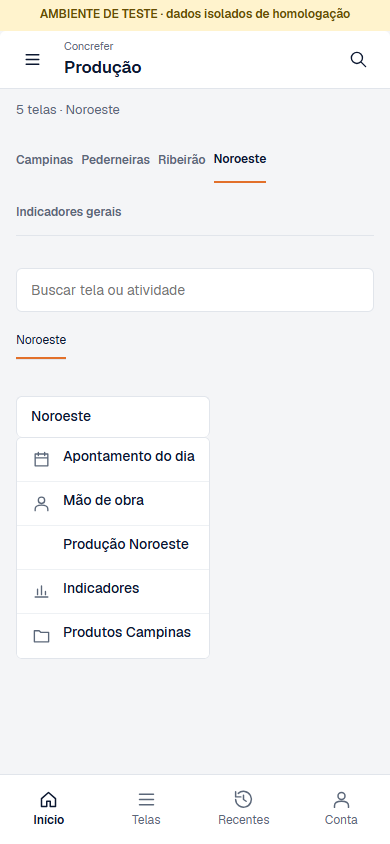 AMBIENTE DE TESTE · dados isolados de homologação
Concrefer
Produção
5 telas · Noroeste
Campinas Pederneiras Ribeirão Noroeste
Indicadores gerais
Buscar tela ou atividade
Noroeste
Noroeste
Apontamento do dia
Mão de obra
Produção Noroeste
Indicadores
Produtos Campinas
Início Telas Recentes Conta